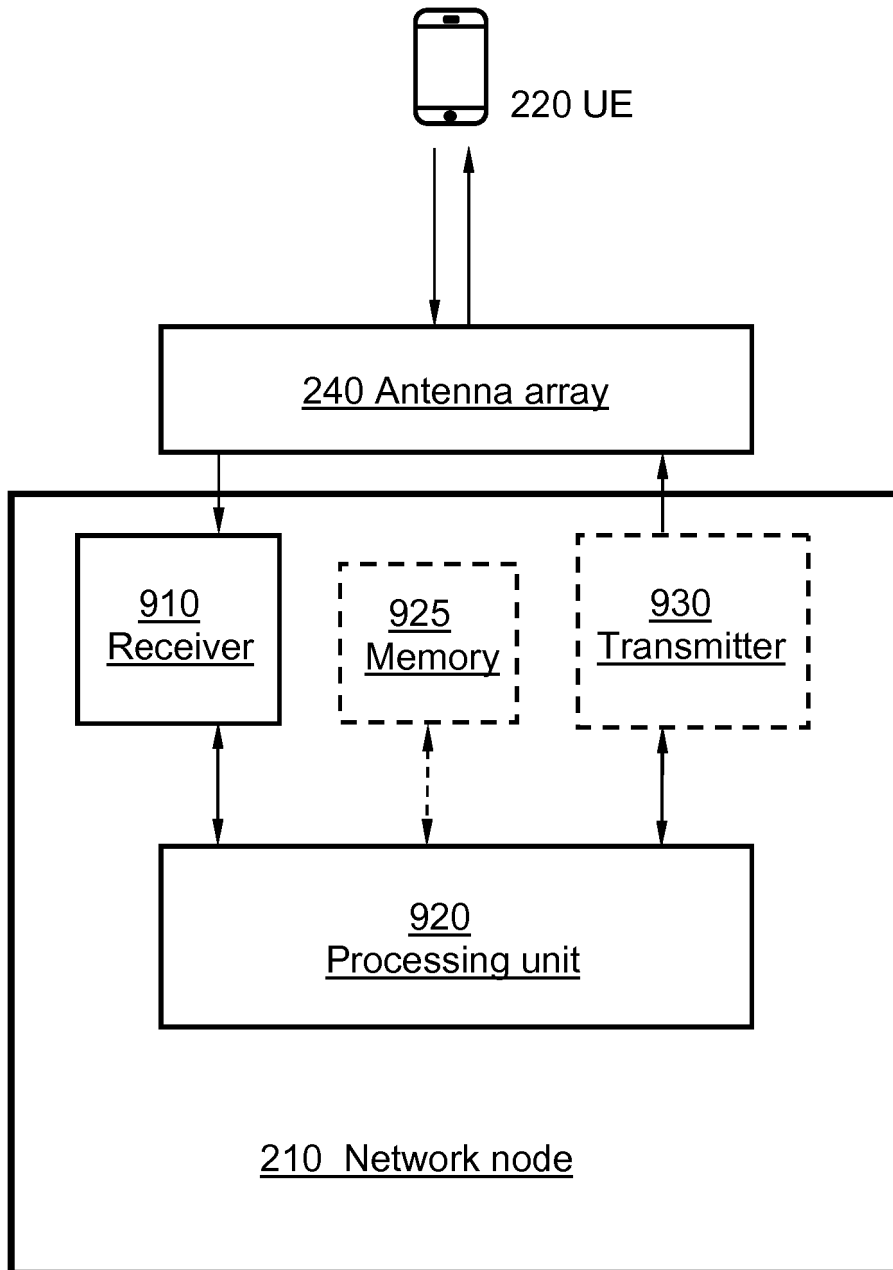 220 UE
240 Antenna array
910
Receiver
925
Memory
930
Transmitter
920
Processing unit
210 Network node